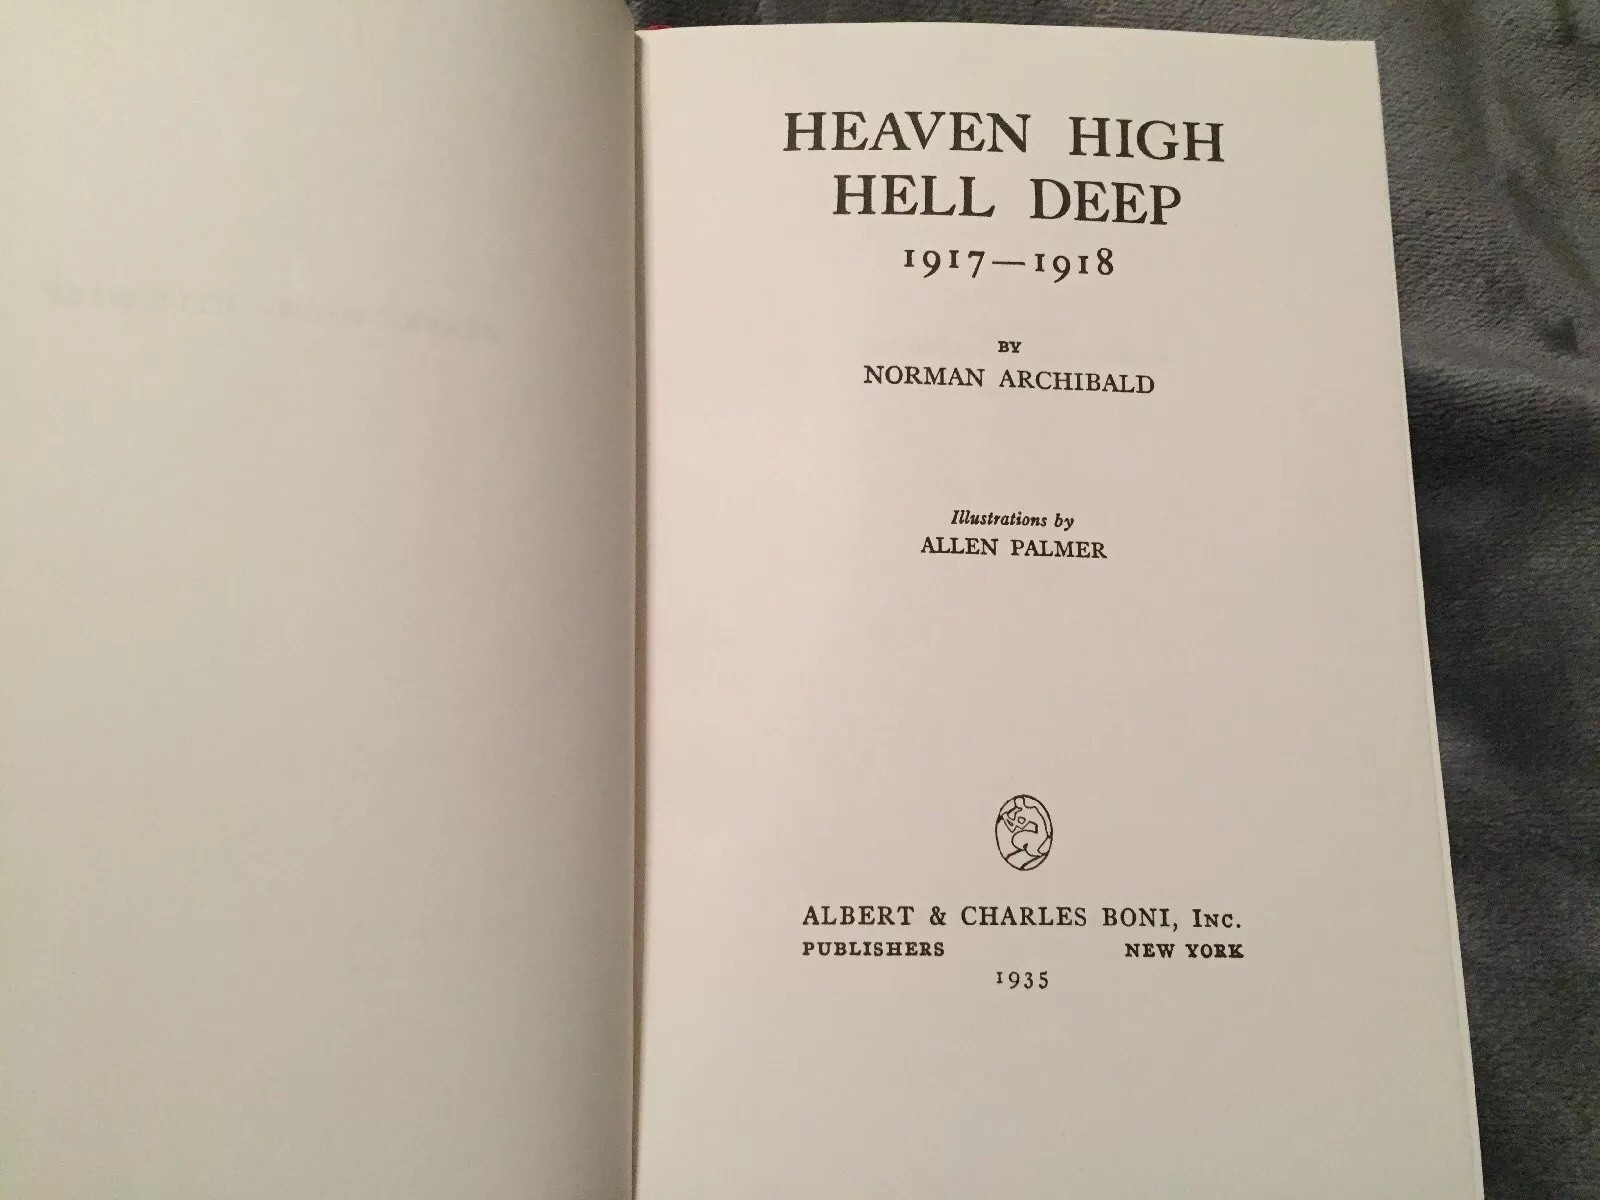 HEAVEN HIGH
HELL DEEP
1917—1918
BY
NORMAN ARCHIBALD
Illustrations by
ALLEN PALMER
ALBERT & CHARLES BONI, INC.
PUBLISHERS NEW YORK
1935